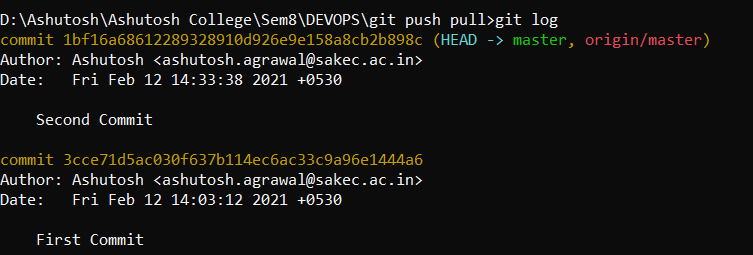 D:\Ashutosh\Ashutosh College\Sem8\DEVOPS\git push pull>git log
commit 1bf16a68612289328910d926e9e158a8cb2b898c (HEAD -> master, origin/master)
Author: Ashutosh <ashutosh.agrawal@sakec.ac.in>
Date:   Fri Feb 12 14:33:38 2021 +0530
    Second Commit
commit 3cce71d5ac030f637b114ec6ac33c9a96e1444a6
Author: Ashutosh <ashutosh.agrawal@sakec.ac.in>
Date:   Fri Feb 12 14:03:12 2021 +0530
    First Commit